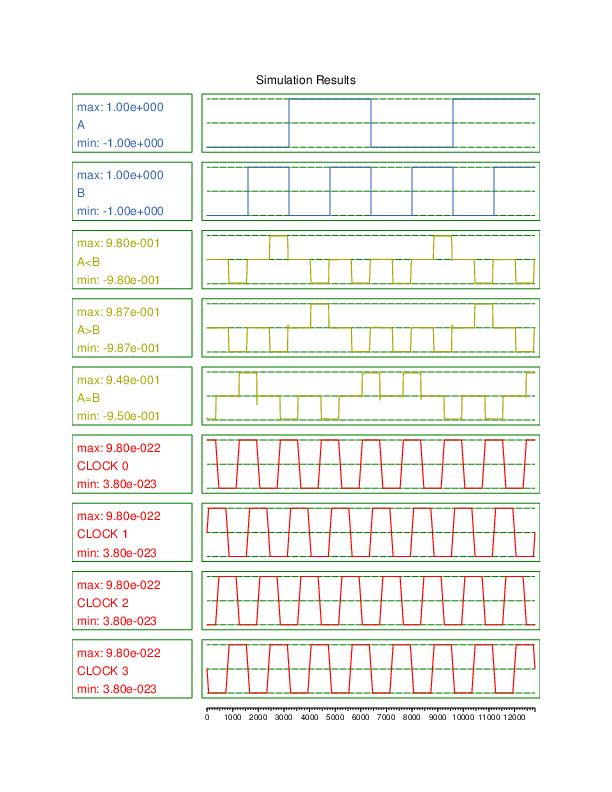 Simulation Results
max: 1.00e+000
A
min: -1.00e+000
max: 1.00e+000
B
min: -1.00e+000
max: 9.80e-001
A<B
min: -9.80e-001
max: 9.87e-001
A>B
min: -9.87e-001
max: 9.49e-001
A=B
min: -9.50e-001
max: 9.80e-022
CLOCK 0
min: 3.80e-023
max: 9.80e-022
CLOCK 1
min: 3.80e-023
max: 9.80e-022
CLOCK 2
min: 3.80e-023
max: 9.80e-022
CLOCK 3
min: 3.80e-023
0 1000 2000 3000 4000 5000 6000 7000 8000 9000 10000 11000 12000